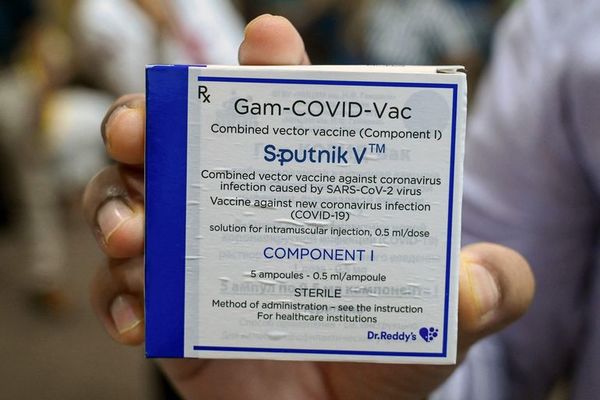 Rx
Gam-COVID-Vac
Combined vector vaccine (Component I)
Sputnik V™
Combined vector vaccine against coronavirus
infection caused by SARS-CoV-2 virus
Vaccine against new coronavirus infection
(COVID-19)
solution for intramuscular injection, 0.5 ml/dose
COMPONENT I
5 ampoules - 0.5 ml/ampoule
STERILE
Method of administration – see the instruction
For healthcare institutions
Dr.Reddy's